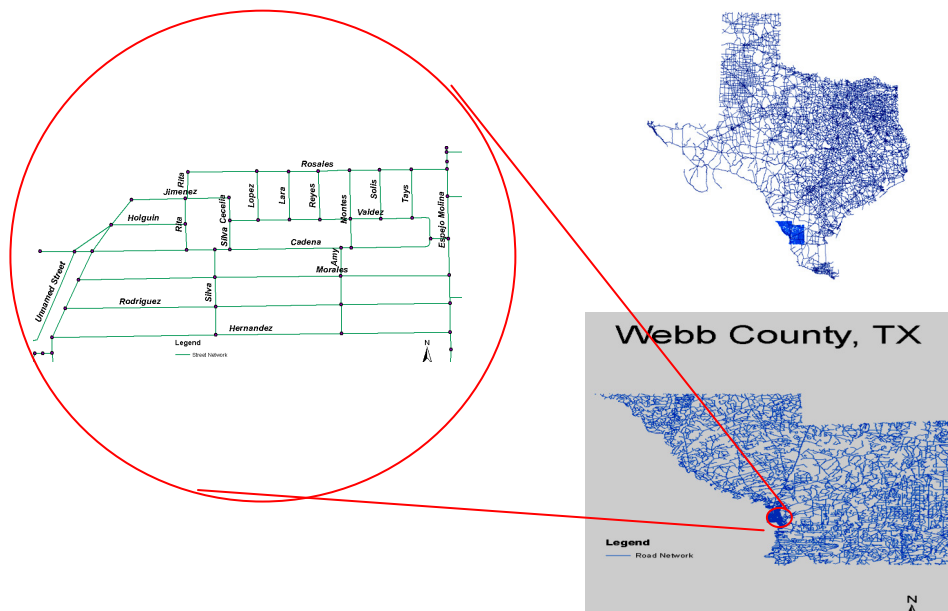 Rosales
Rita
Jimenez
Lopez
Lara
Reyes
Montes
Solis
Tays
Espejo Molina
Holguin
Rita
Silva Cecelia
Valdez
Cadena
Amy
Unnamed Street
Morales
Silva
Rodriguez
Hernandez
Legend
Street Network
N
Webb County, TX
Legend
Road Network
N